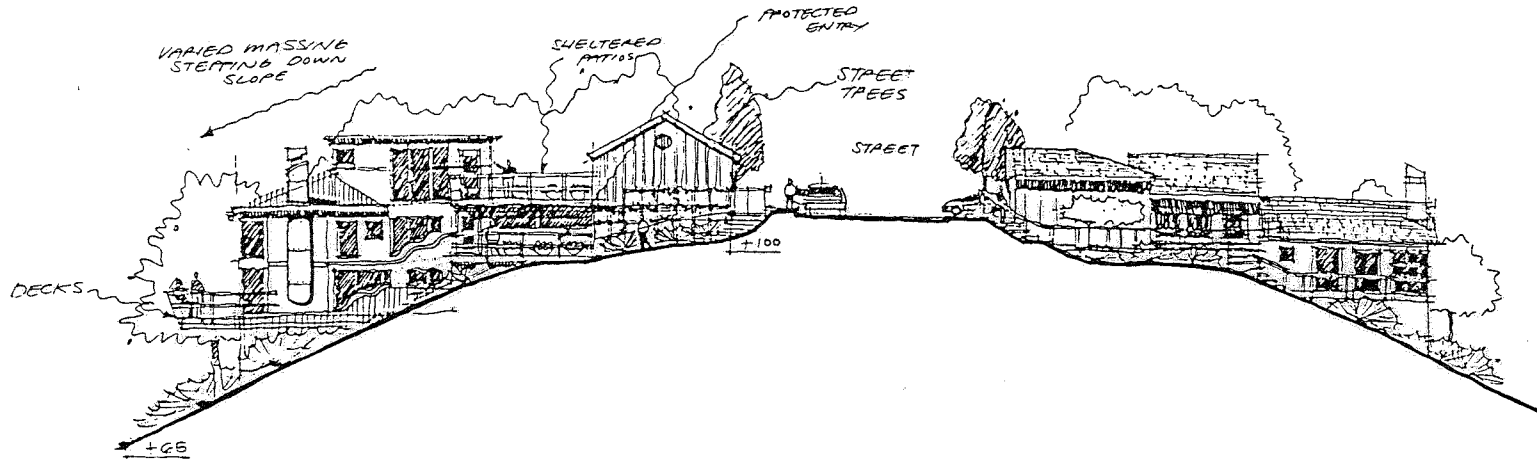 VARIED MASSING
STEPPING DOWN
SLOPE
SHELTERED
PATIOS
PROTECTED
ENTRY
STREET
TREES
STREET
DECKS
+100
+65